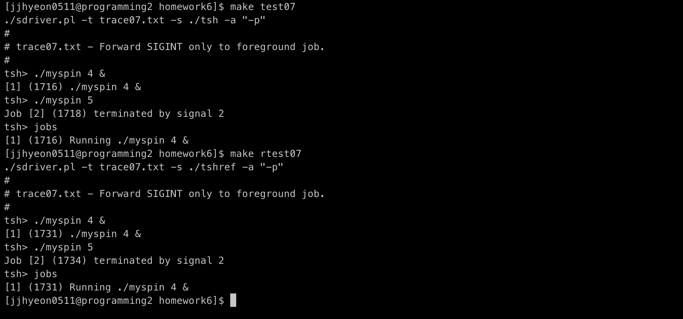 [jjhyeon0511@programming2 homework6]$ make test07
./sdriver.pl -t trace07.txt -s ./tsh -a "-p"
#
# trace07.txt - Forward SIGINT only to foreground job.
#
tsh> ./myspin 4 &
[1] (1716) ./myspin 4 &
tsh> ./myspin 5
Job [2] (1718) terminated by signal 2
tsh> jobs
[1] (1716) Running ./myspin 4 &
[jjhyeon0511@programming2 homework6]$ make rtest07
./sdriver.pl -t trace07.txt -s ./tshref -a "-p"
#
# trace07.txt - Forward SIGINT only to foreground job.
#
tsh> ./myspin 4 &
[1] (1731) ./myspin 4 &
tsh> ./myspin 5
Job [2] (1734) terminated by signal 2
tsh> jobs
[1] (1731) Running ./myspin 4 &
[jjhyeon0511@programming2 homework6]$